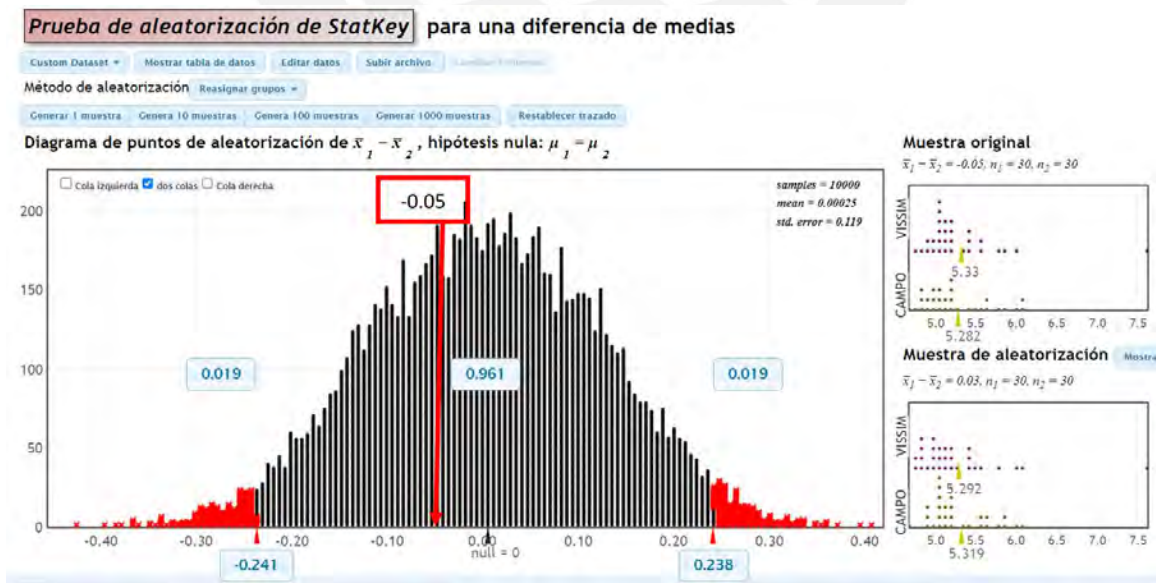 Prueba de aleatorización de StatKey para una diferencia de medias
Custom Dataset Mostrar tabla de datos Editar datos Subir archivo
Método de aleatorización Reasignar grupos
Generar 1 muestra Genera 10 muestras Genera 100 muestras Generar 1000 muestras Restablecer trazado
Diagrama de puntos de aleatorización de x̅1 − x̅2 , hipótesis nula: μ1 = μ2
Cola izquierda dos colas Cola derecha
-0.05
samples = 10000
mean = 0.00025
std. error = 0.119
200
150
100
50
0
0.019
0.961
0.019
-0.40 -0.30 -0.20 -0.10 0.00 0.10 0.20 0.30 0.40
null = 0
-0.241
0.238
Muestra original
x̅1 − x̅2 = -0.05, n1 = 30, n2 = 30
VISSIM
5.33
CAMPO
5.0 5.5 6.0 6.5 7.0 7.5
5.282
Muestra de aleatorización Mostra
x̅1 − x̅2 = 0.03, n1 = 30, n2 = 30
VISSIM
5.292
CAMPO
5.0 5.5 6.0 6.5 7.0 7.5
5.319